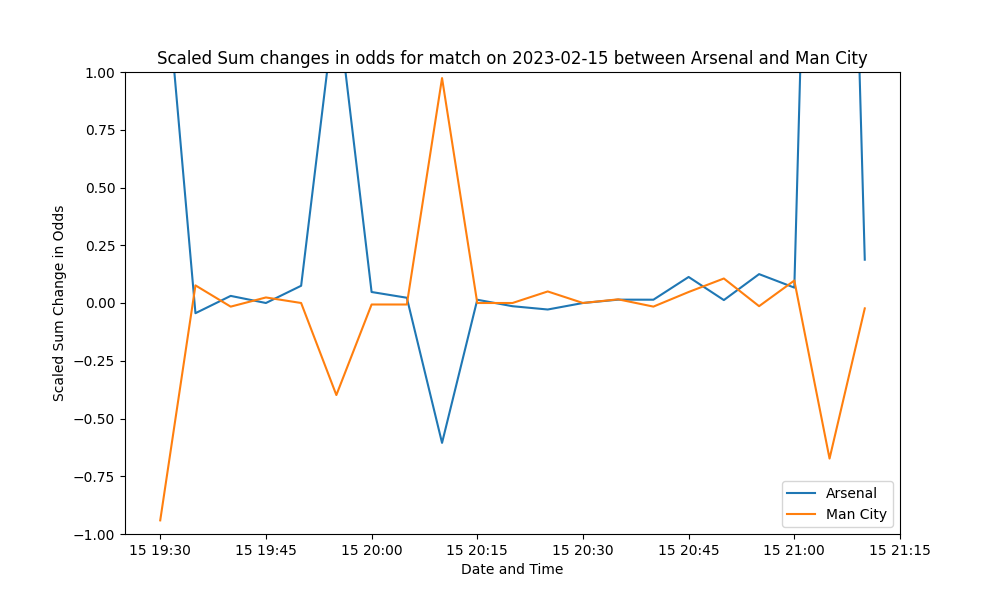 Scaled Sum changes in odds for match on 2023-02-15 between Arsenal and Man City
1.00
0.75
0.50
0.25
0.00
−0.25
−0.50
−0.75
−1.00
Scaled Sum Change in Odds
Arsenal
Man City
15 19:30 15 19:45 15 20:00 15 20:15 15 20:30 15 20:45 15 21:00 15 21:15
Date and Time